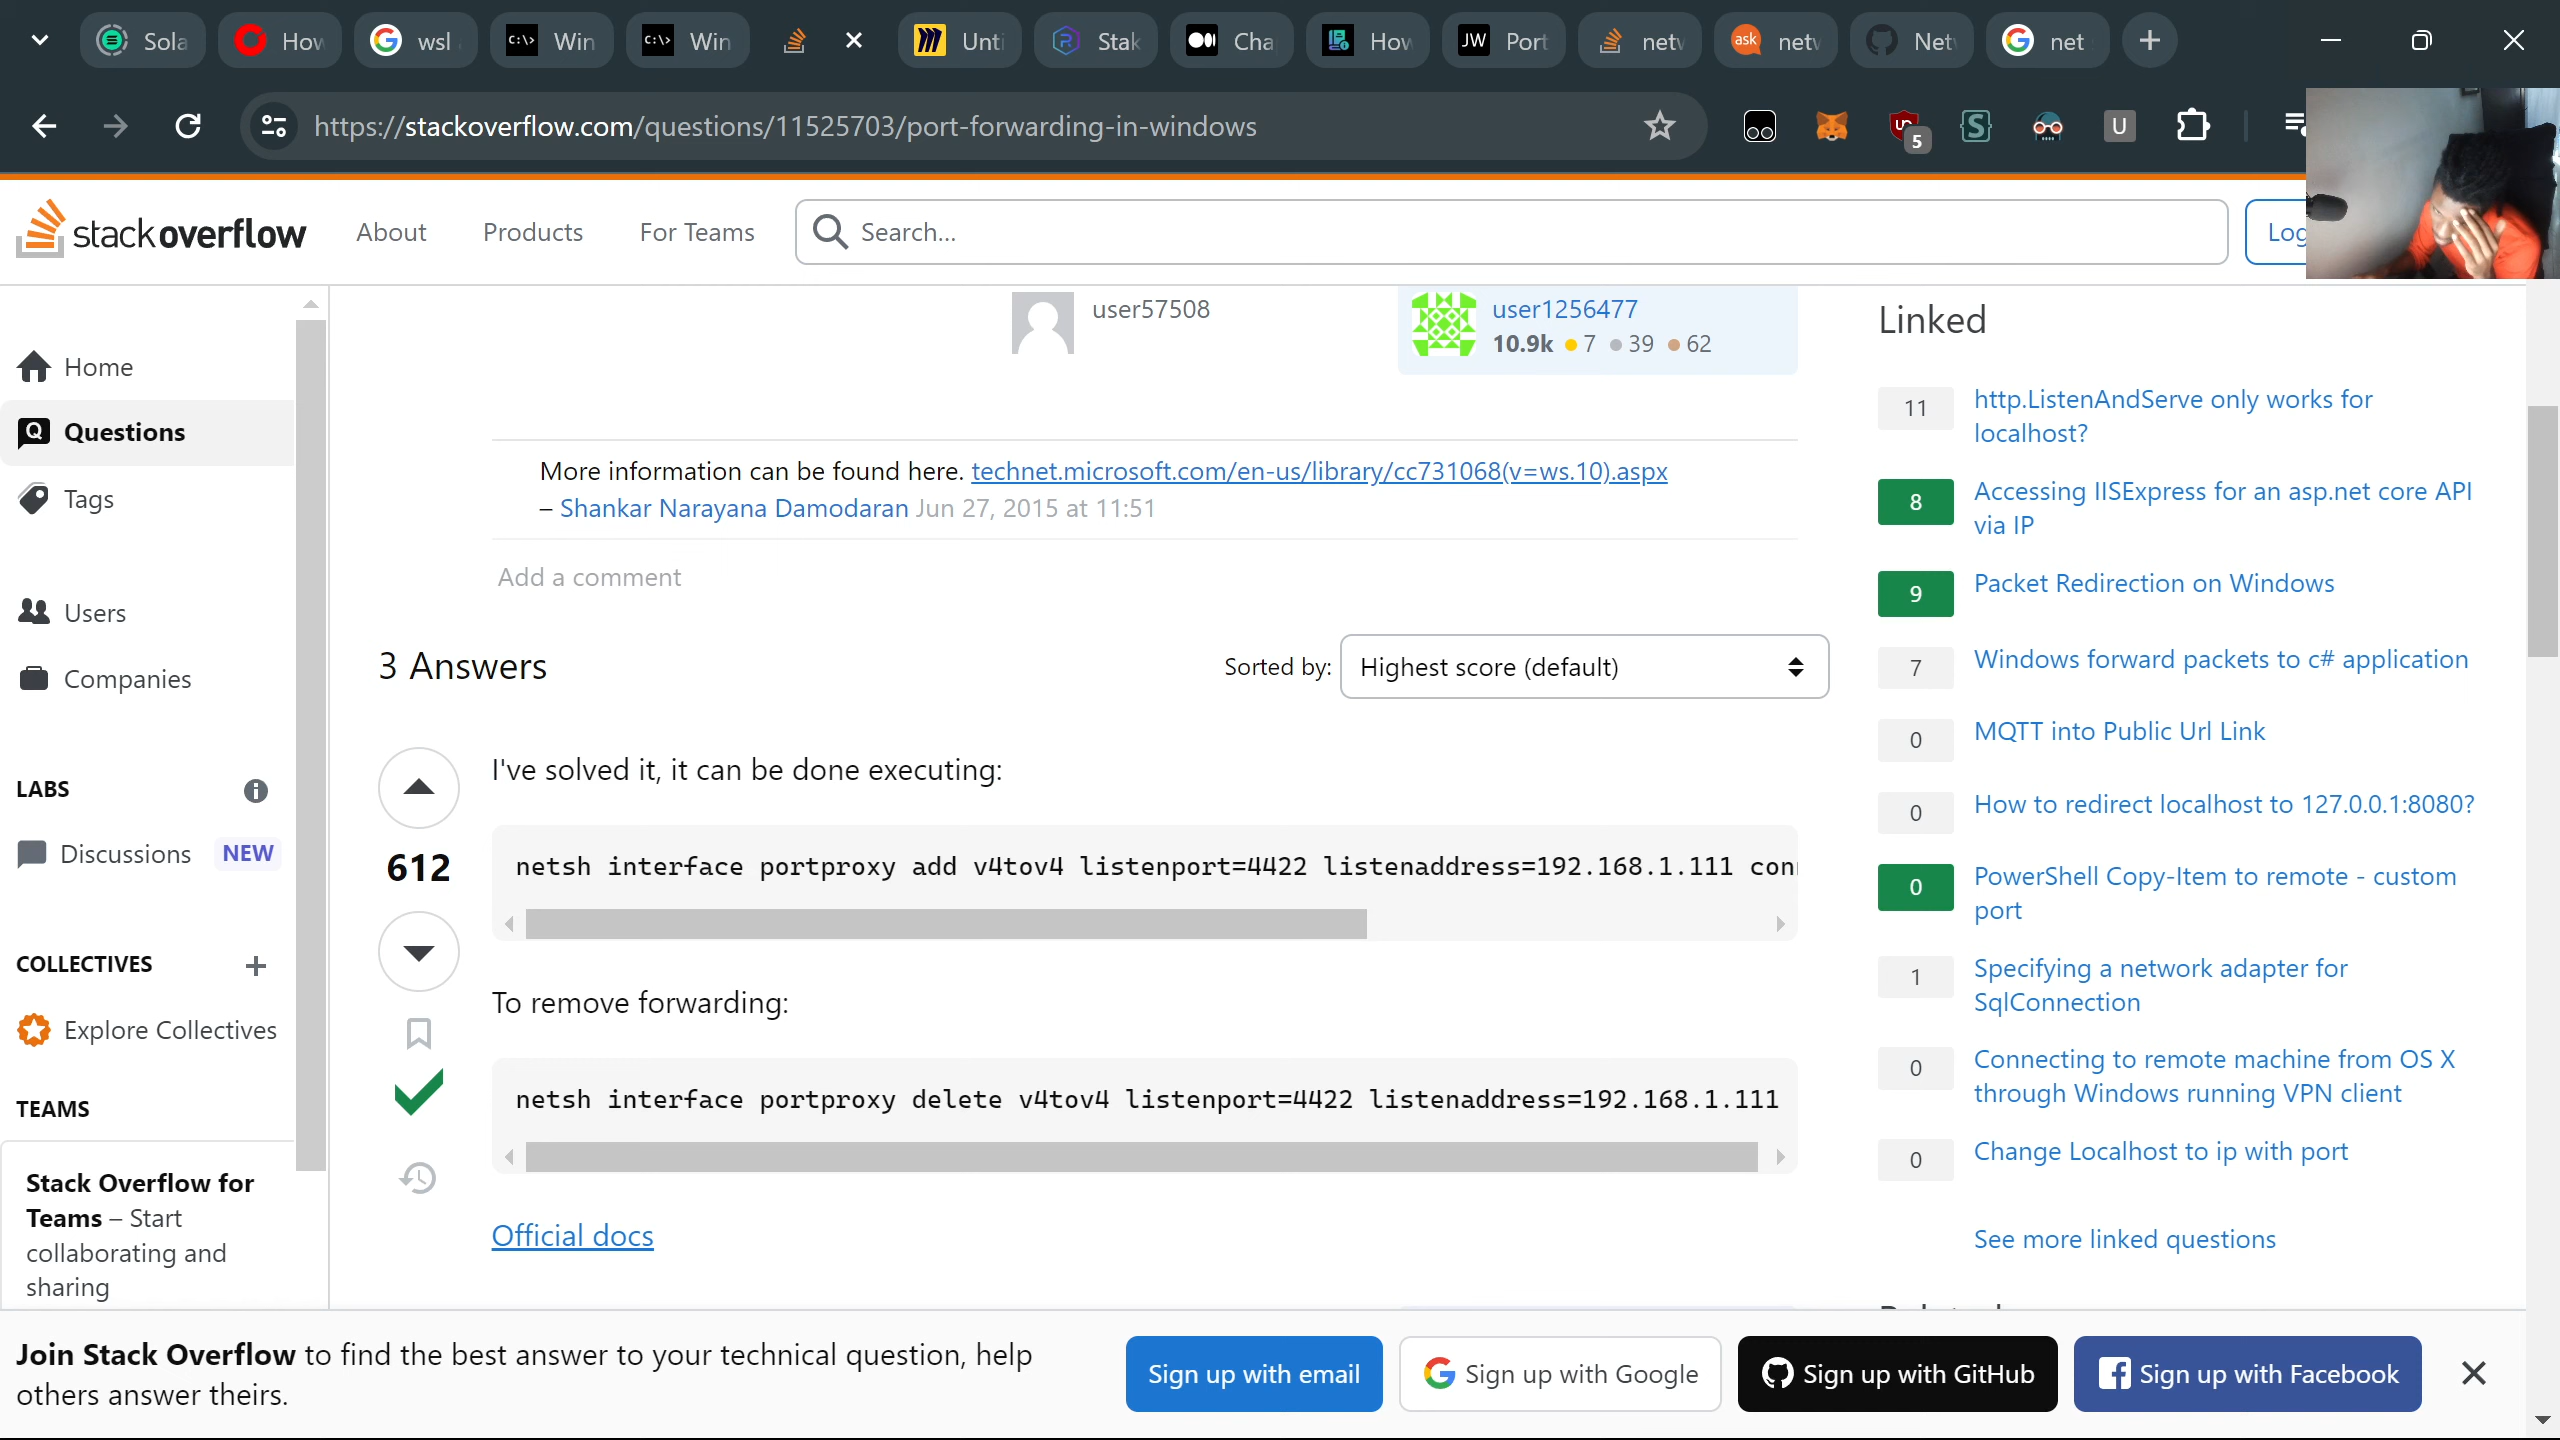 Sola
How
wsl
Win
Win
Unti
Stak
Cha
How
Port
netw
netw
Net
net
https://stackoverflow.com/questions/11525703/port-forwarding-in-windows
5
stackoverflow
About
Products
For Teams
Search...
Log
Home
Questions
Tags
Users
Companies
LABS
Discussions NEW
COLLECTIVES
Explore Collectives
TEAMS
Stack Overflow for
Teams – Start
collaborating and
sharing
user57508
user1256477
10.9k 7 39 62
More information can be found here. technet.microsoft.com/en-us/library/cc731068(v=ws.10).aspx
– Shankar Narayana Damodaran Jun 27, 2015 at 11:51
Add a comment
3 Answers
Sorted by: Highest score (default)
612
I've solved it, it can be done executing:
netsh interface portproxy add v4tov4 listenport=4422 listenaddress=192.168.1.111 con
To remove forwarding:
netsh interface portproxy delete v4tov4 listenport=4422 listenaddress=192.168.1.111
Official docs
Linked
11 http.ListenAndServe only works for
localhost?
8 Accessing IISExpress for an asp.net core API
via IP
9 Packet Redirection on Windows
7 Windows forward packets to c# application
0 MQTT into Public Url Link
0 How to redirect localhost to 127.0.0.1:8080?
0 PowerShell Copy-Item to remote - custom
port
1 Specifying a network adapter for
SqlConnection
0 Connecting to remote machine from OS X
through Windows running VPN client
0 Change Localhost to ip with port
See more linked questions
Join Stack Overflow to find the best answer to your technical question, help
others answer theirs.
Sign up with email
Sign up with Google
Sign up with GitHub
Sign up with Facebook